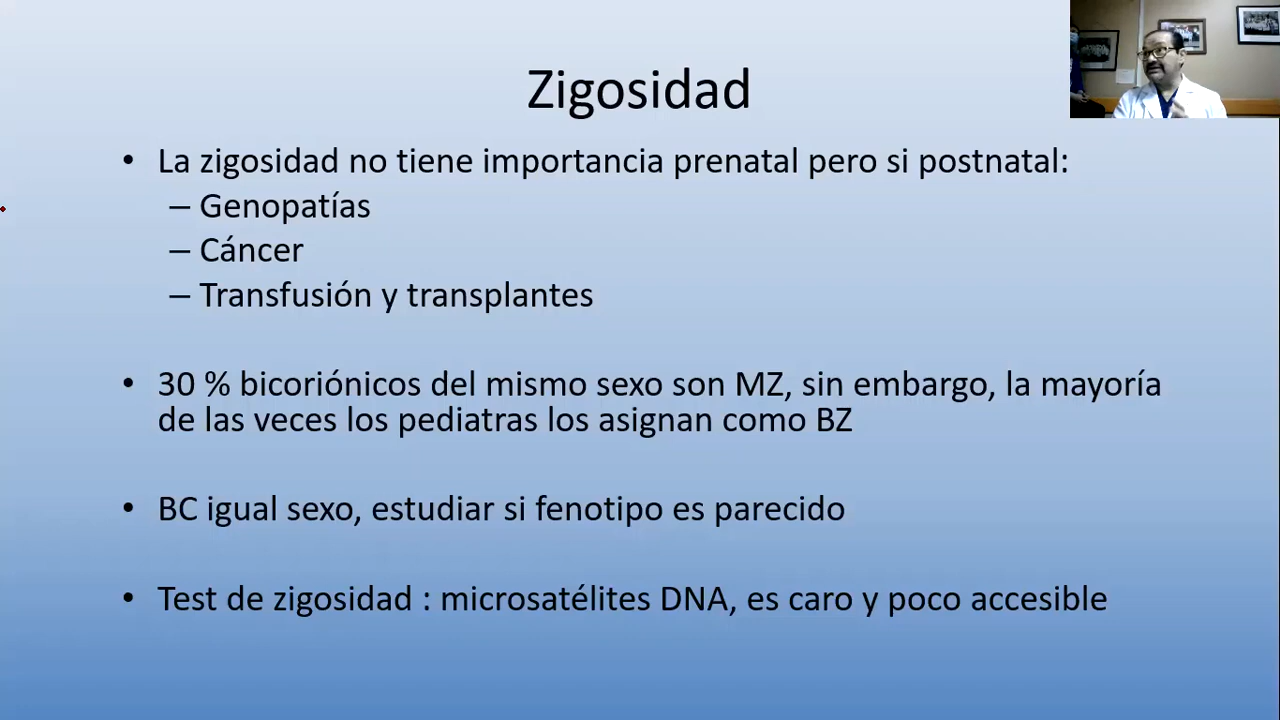 Zigosidad
• La zigosidad no tiene importancia prenatal pero si postnatal:
– Genopatías
– Cáncer
– Transfusión y transplantes
• 30 % bicoriónicos del mismo sexo son MZ, sin embargo, la mayoría
de las veces los pediatras los asignan como BZ
• BC igual sexo, estudiar si fenotipo es parecido
• Test de zigosidad : microsatélites DNA, es caro y poco accesible